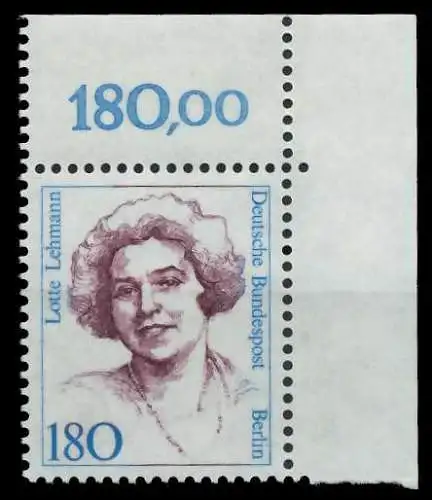 180,00
Lotte Lehmann
Deutsche Bundespost Berlin
180